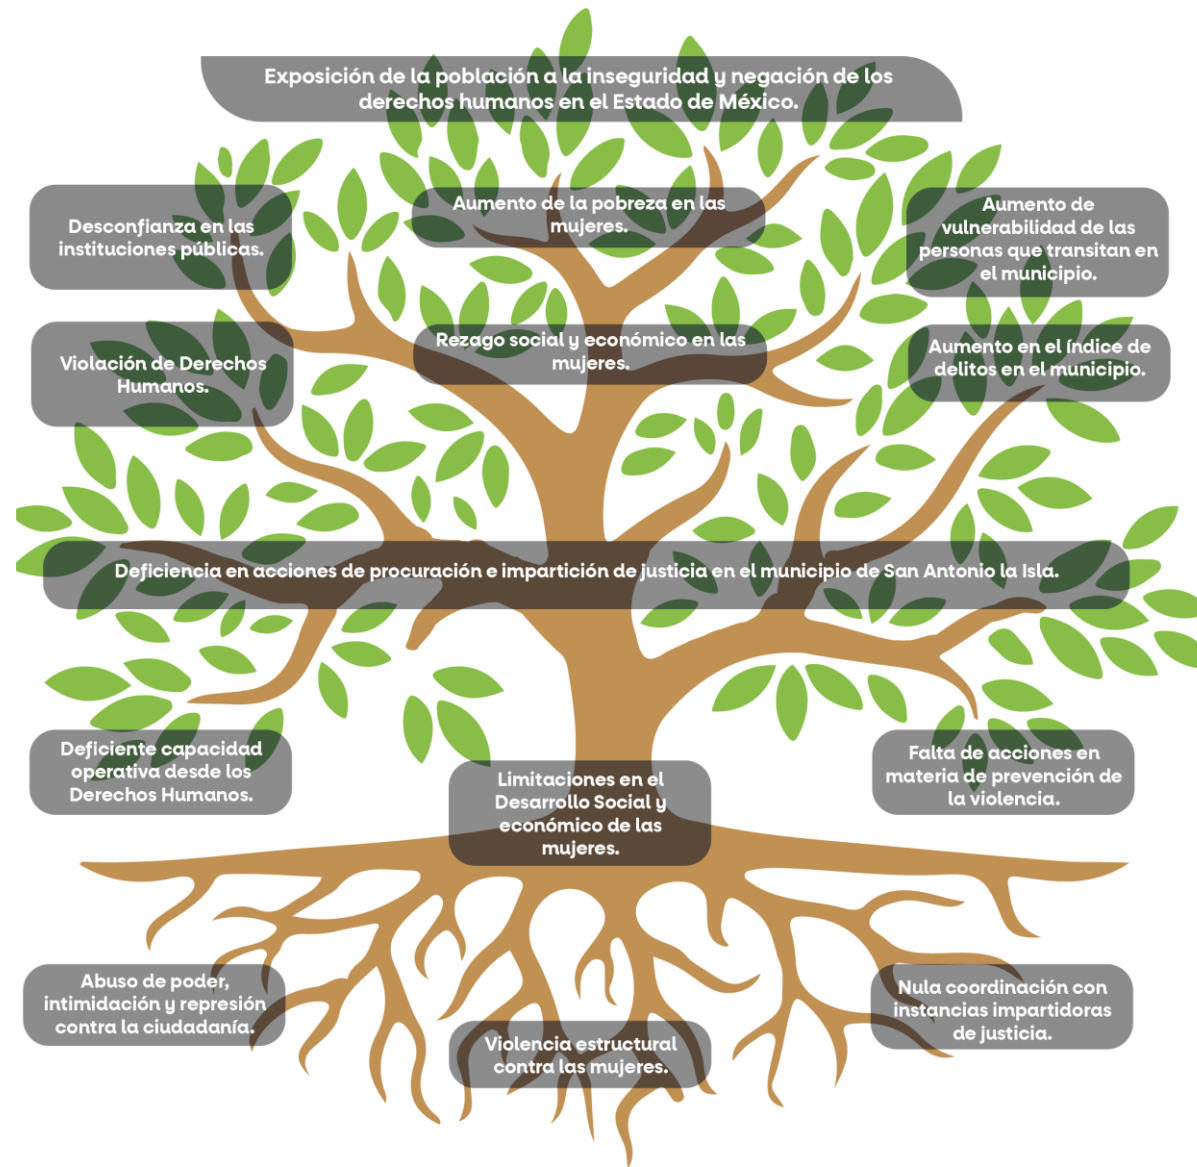 Exposición de la población a la inseguridad y negación de los
derechos humanos en el Estado de México.
Desconfianza en las
instituciones públicas.
Aumento de la pobreza en las
mujeres.
Aumento de
vulnerabilidad de las
personas que transitan en
el municipio.
Violación de Derechos
Humanos.
Rezago social y económico en las
mujeres.
Aumento en el índice de
delitos en el municipio.
Deficiencia en acciones de procuración e impartición de justicia en el municipio de San Antonio la Isla.
Deficiente capacidad
operativa desde los
Derechos Humanos.
Limitaciones en el
Desarrollo Social y
económico de las
mujeres.
Falta de acciones en
materia de prevención de
la violencia.
Abuso de poder,
intimidación y represión
contra la ciudadanía.
Violencia estructural
contra las mujeres.
Nula coordinación con
instancias impartidoras
de justicia.